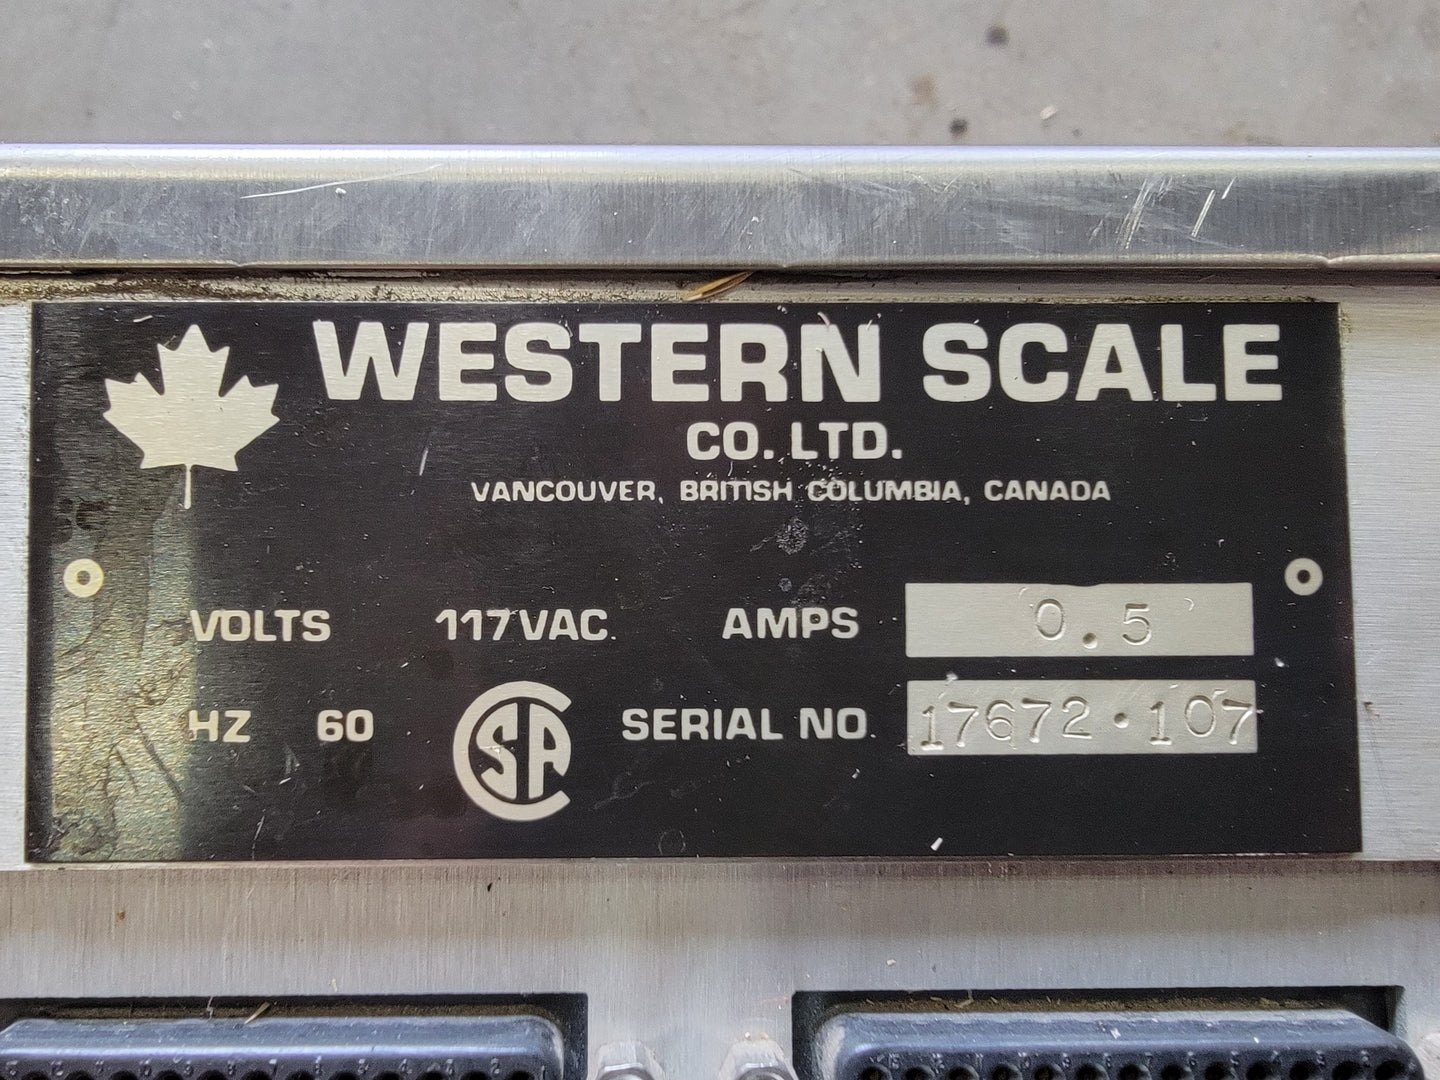 WESTERN SCALE
CO. LTD.
VANCOUVER, BRITISH COLUMBIA, CANADA
VOLTS 117VAC. AMPS 0.5
HZ 60 CSA SERIAL NO. 17672·107